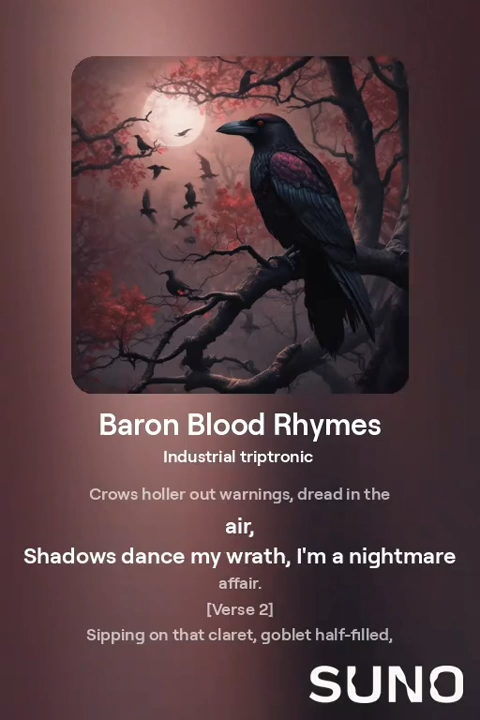 Baron Blood Rhymes
Industrial triptronic
Crows holler out warnings, dread in the
air,
Shadows dance my wrath, I'm a nightmare
affair.
[Verse 2]
Sipping on that claret, goblet half-filled,
SUNO